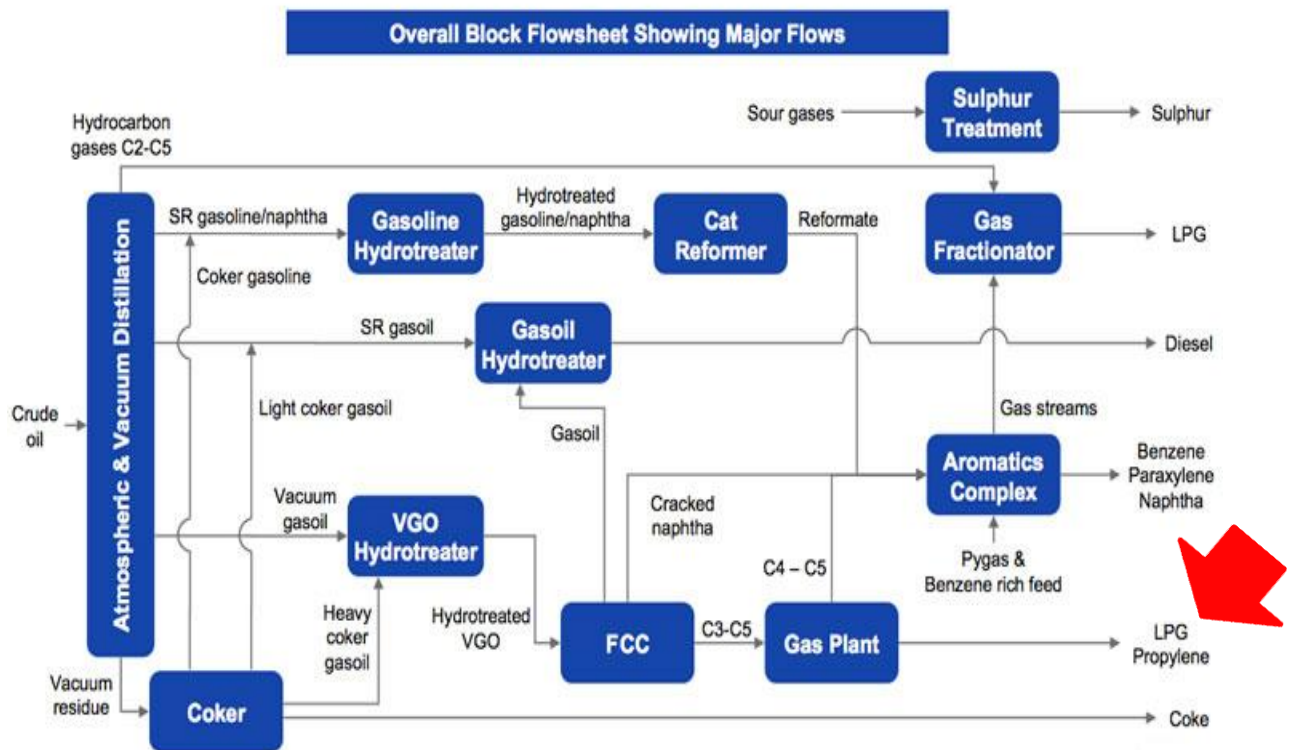 Overall Block Flowsheet Showing Major Flows
Sour gases
Sulphur
Treatment
Sulphur
Hydrocarbon
gases C2-C5
Atmospheric & Vacuum Distillation
SR gasoline/naphtha
Gasoline
Hydrotreater
Hydrotreated
gasoline/naphtha
Cat
Reformer
Reformate
Gas
Fractionator
LPG
Coker gasoline
SR gasoil
Gasoil
Hydrotreater
Diesel
Crude
oil
Light coker gasoil
Gasoil
Gas streams
Vacuum
gasoil
VGO
Hydrotreater
Cracked
naphtha
Aromatics
Complex
Benzene
Paraxylene
Naphtha
C4 – C5
Pygas &
Benzene rich feed
Heavy
coker
gasoil
Hydrotreated
VGO
FCC
C3-C5
Gas Plant
LPG
Propylene
Vacuum
residue
Coker
Coke